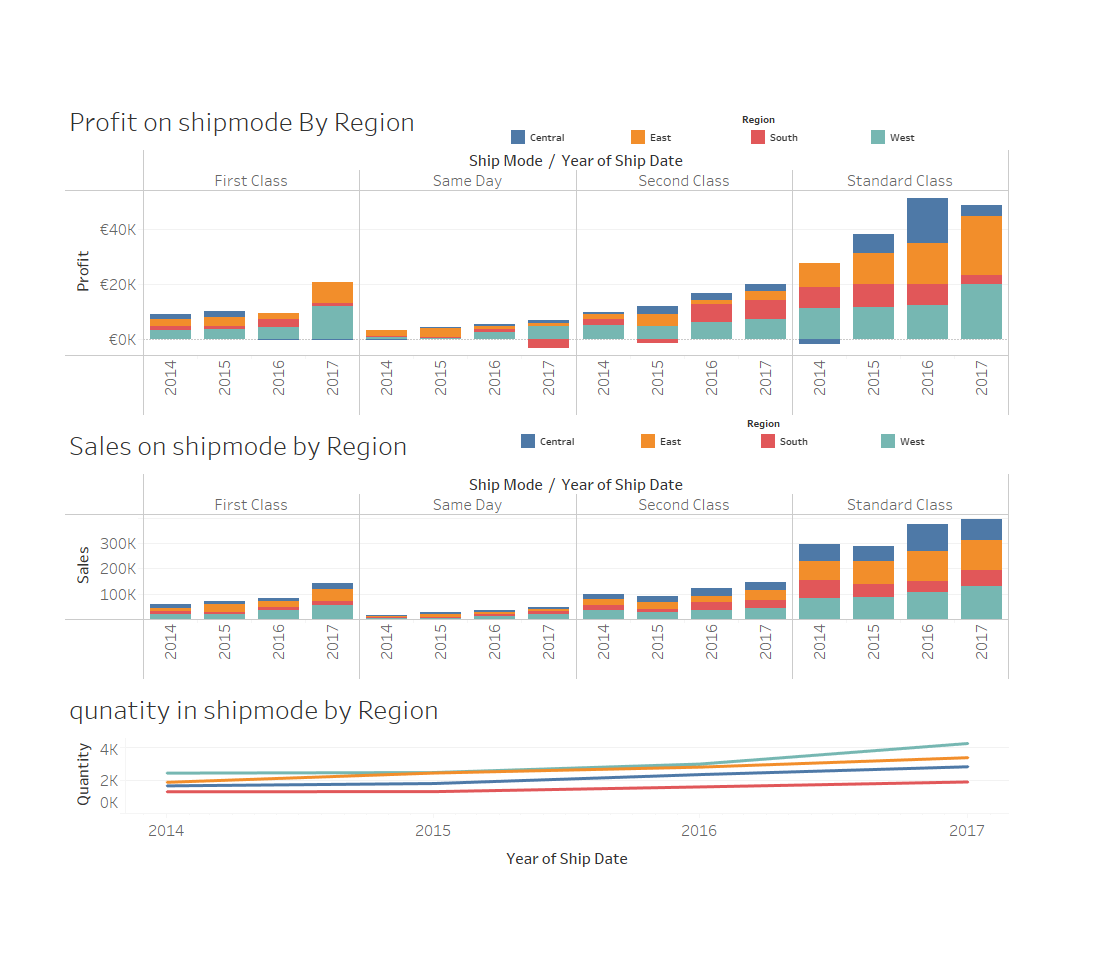 Profit on shipmode By Region
Region
Central East South West
Ship Mode / Year of Ship Date
First Class Same Day Second Class Standard Class
€40K
€20K
€0K
Profit
2014 2015 2016 2017 2014 2015 2016 2017 2014 2015 2016 2017 2014 2015 2016 2017
Sales on shipmode by Region
Region
Central East South West
Ship Mode / Year of Ship Date
First Class Same Day Second Class Standard Class
300K
200K
100K
Sales
2014 2015 2016 2017 2014 2015 2016 2017 2014 2015 2016 2017 2014 2015 2016 2017
qunatity in shipmode by Region
4K
2K
0K
Quantity
2014 2015 2016 2017
Year of Ship Date